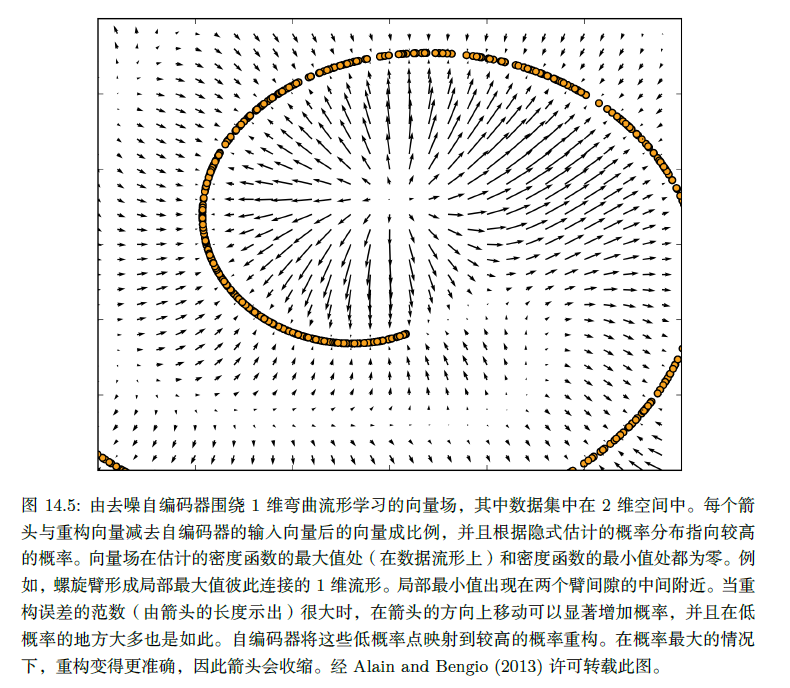 图 14.5: 由去噪自编码器围绕 1 维弯曲流形学习的向量场，其中数据集中在 2 维空间中。每个箭
头与重构向量减去自编码器的输入向量后的向量成比例，并且根据隐式估计的概率分布指向较高
的概率。向量场在估计的密度函数的最大值处（在数据流形上）和密度函数的最小值处都为零。例
如，螺旋臂形成局部最大值彼此连接的 1 维流形。局部最小值出现在两个臂间隙的中间附近。当重
构误差的范数（由箭头的长度示出）很大时，在箭头的方向上移动可以显著增加概率，并且在低
概率的地方大多也是如此。自编码器将这些低概率点映射到较高的概率重构。在概率最大的情况
下，重构变得更准确，因此箭头会收缩。经 Alain and Bengio (2013) 许可转载此图。